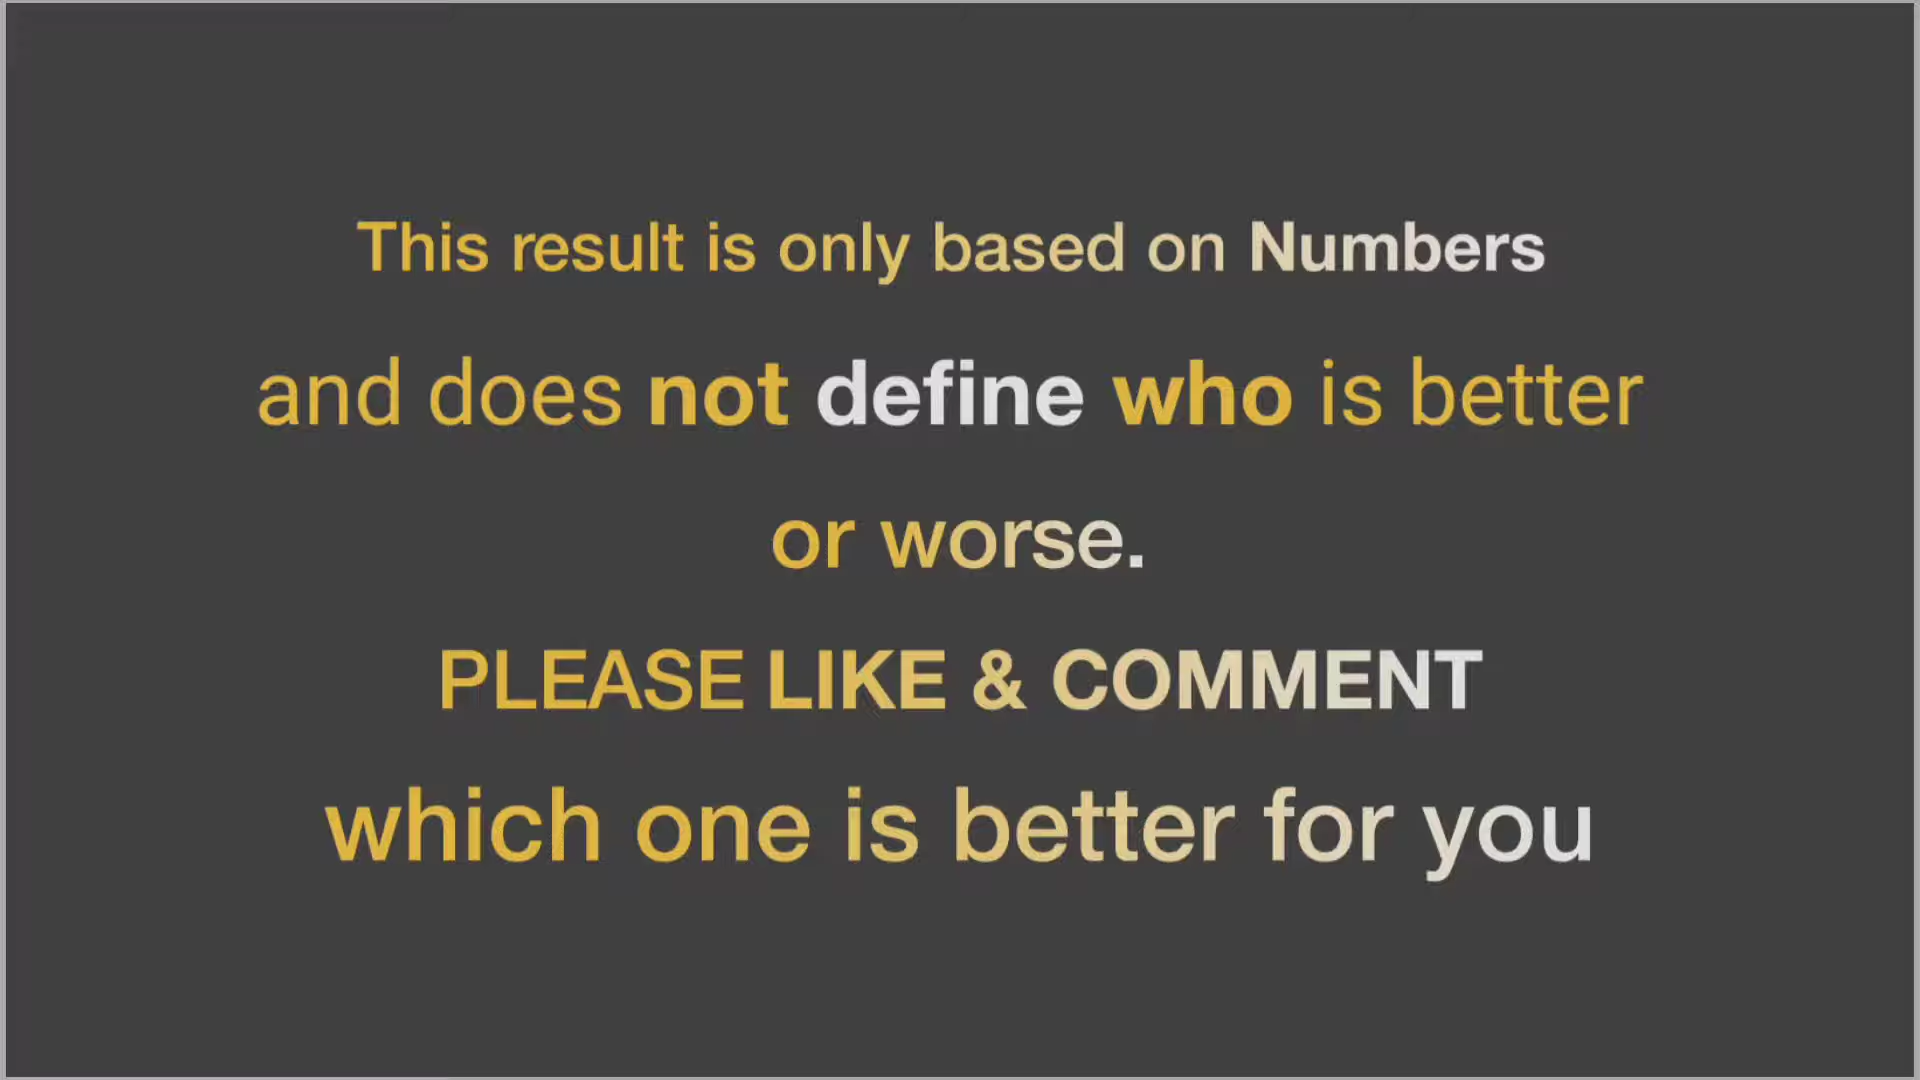 This result is only based on Numbers
and does not define who is better
or worse.
PLEASE LIKE & COMMENT
which one is better for you